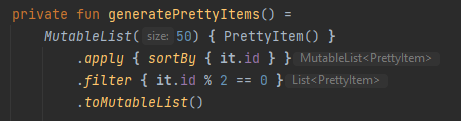 private fun generatePrettyItems() =
MutableList( size: 50) { PrettyItem() }
.apply { sortBy { it.id } } MutableList<PrettyItem>
.filter { it.id % 2 == 0 } List<PrettyItem>
.toMutableList()